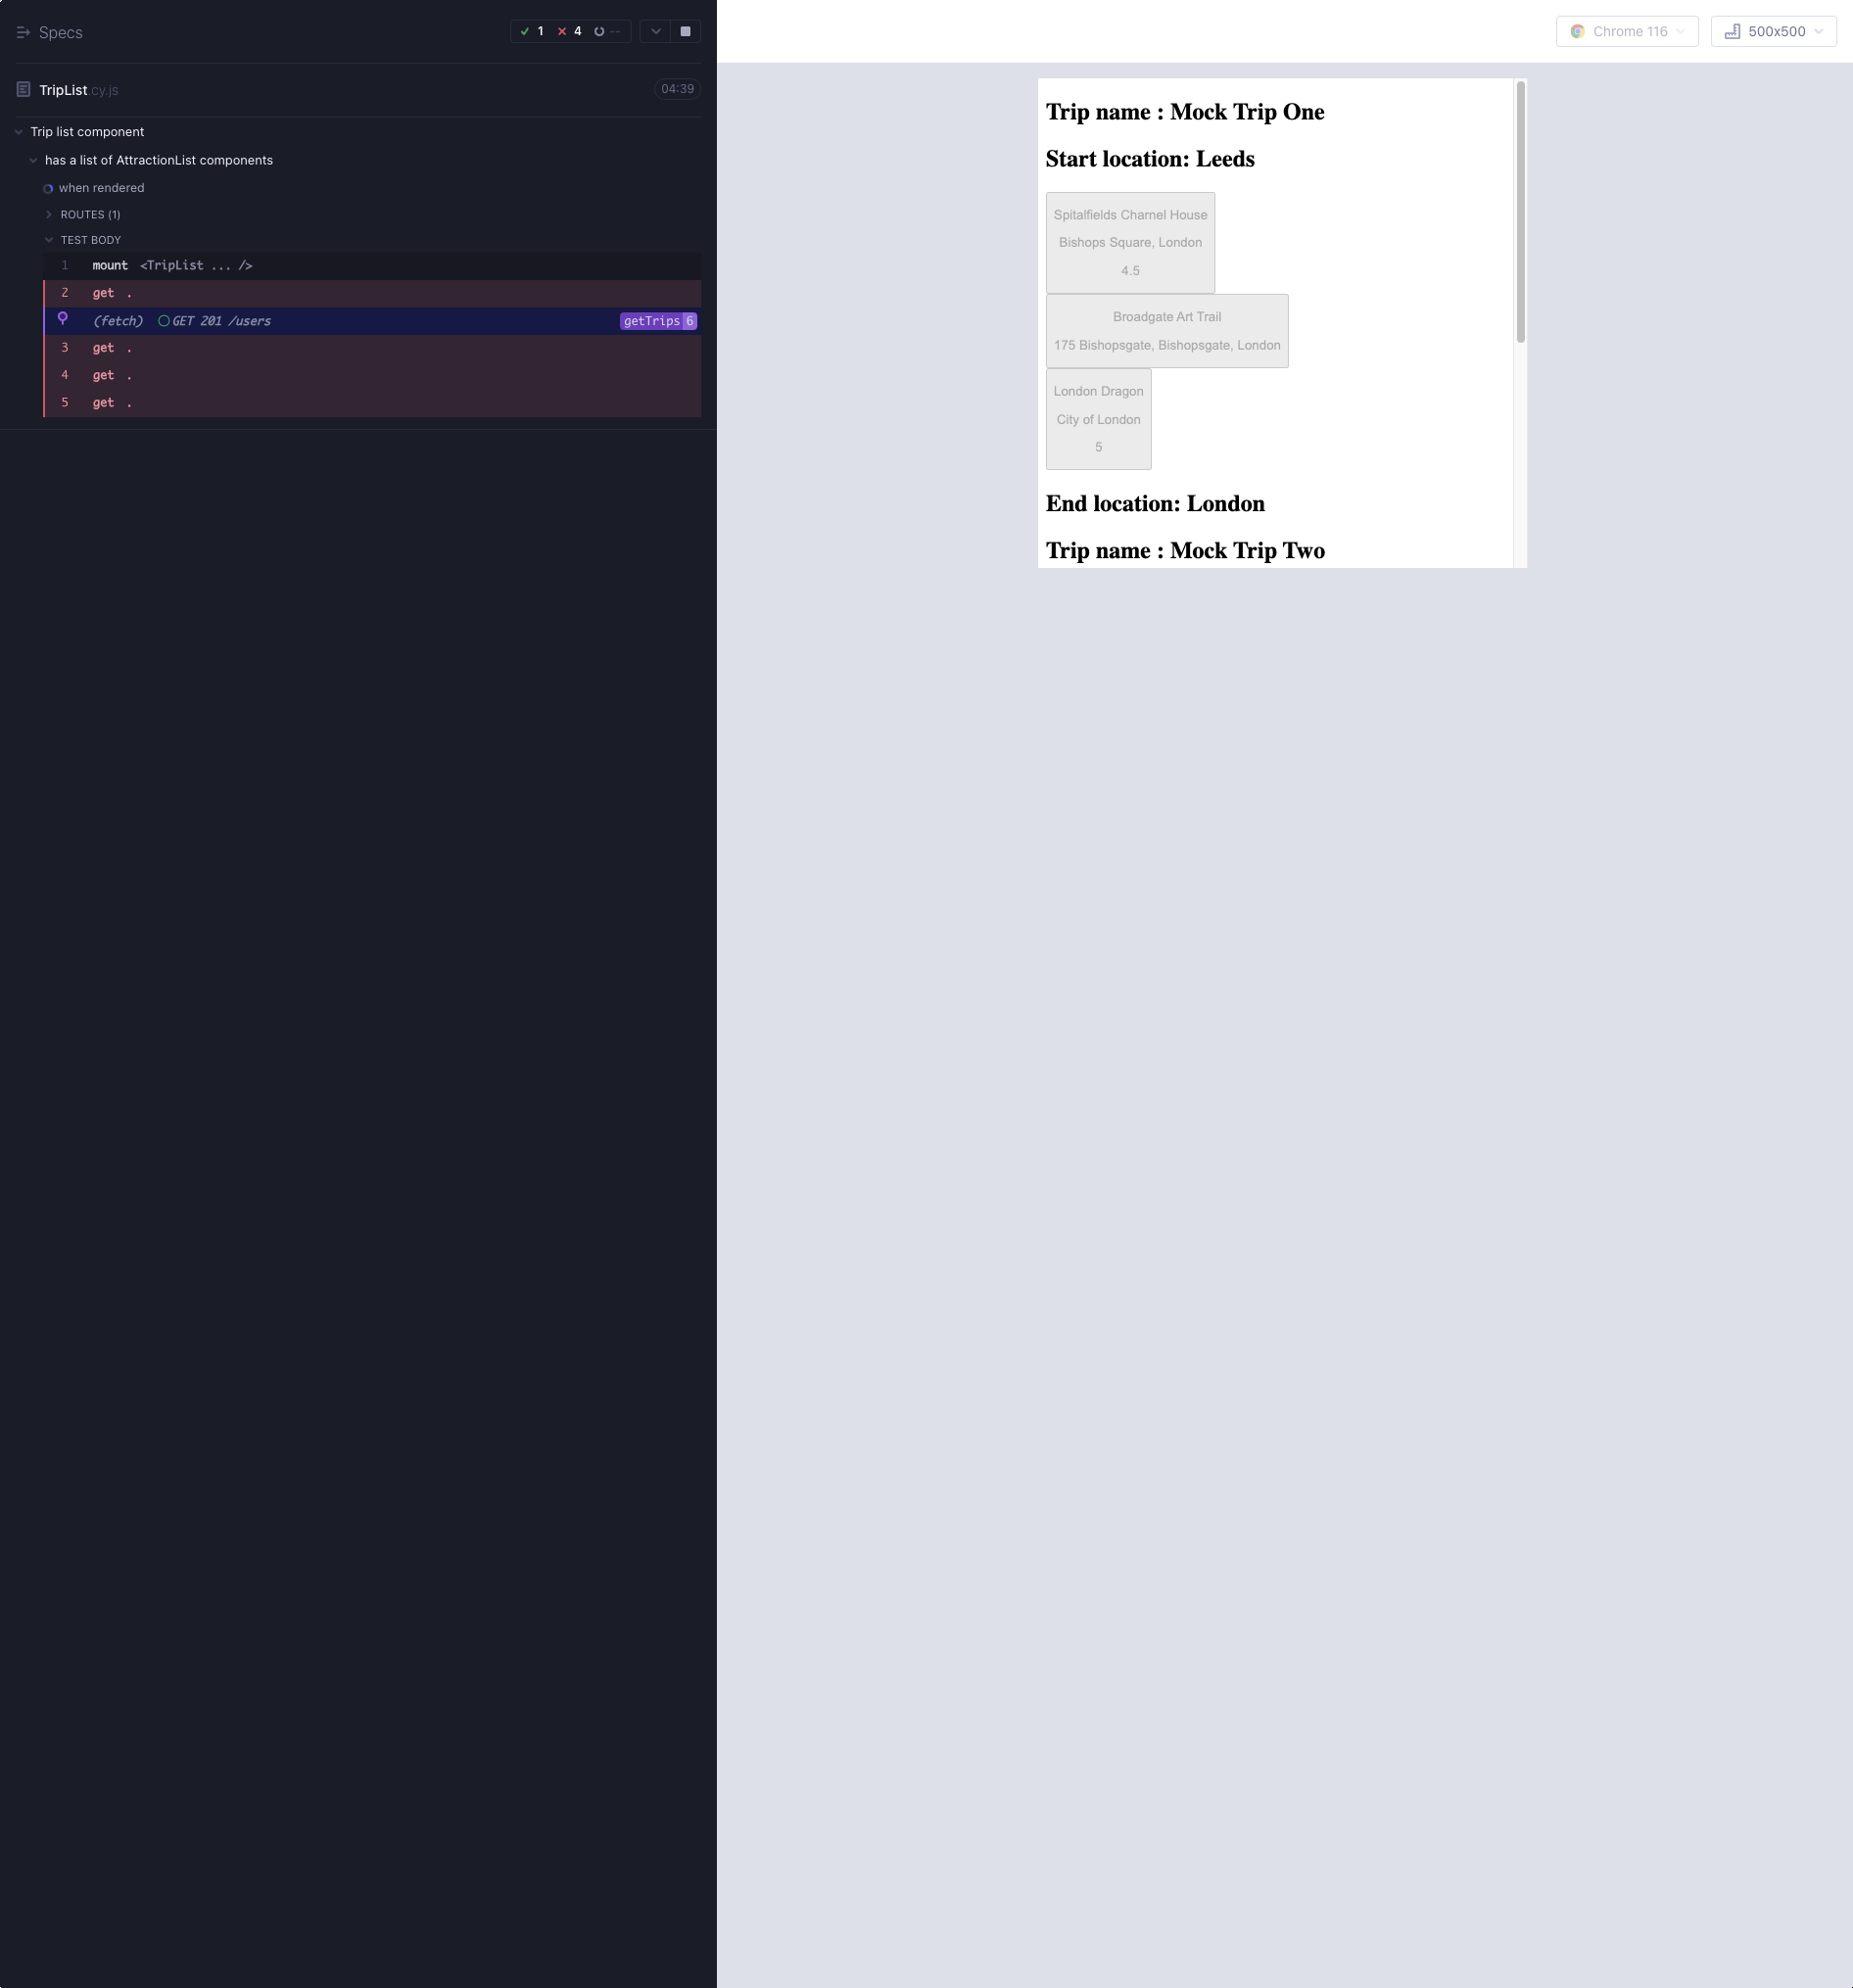 Specs
1 4 --
TripList.cy.js
04:39
Trip list component
has a list of AttractionList components
when rendered
ROUTES (1)
TEST BODY
1 mount <TripList ... />
2 get .
(fetch) GET 201 /users getTrips 6
3 get .
4 get .
5 get .
Chrome 116
500x500
Trip name : Mock Trip One
Start location: Leeds
Spitalfields Charnel House
Bishops Square, London
4.5
Broadgate Art Trail
175 Bishopsgate, Bishopsgate, London
London Dragon
City of London
5
End location: London
Trip name : Mock Trip Two